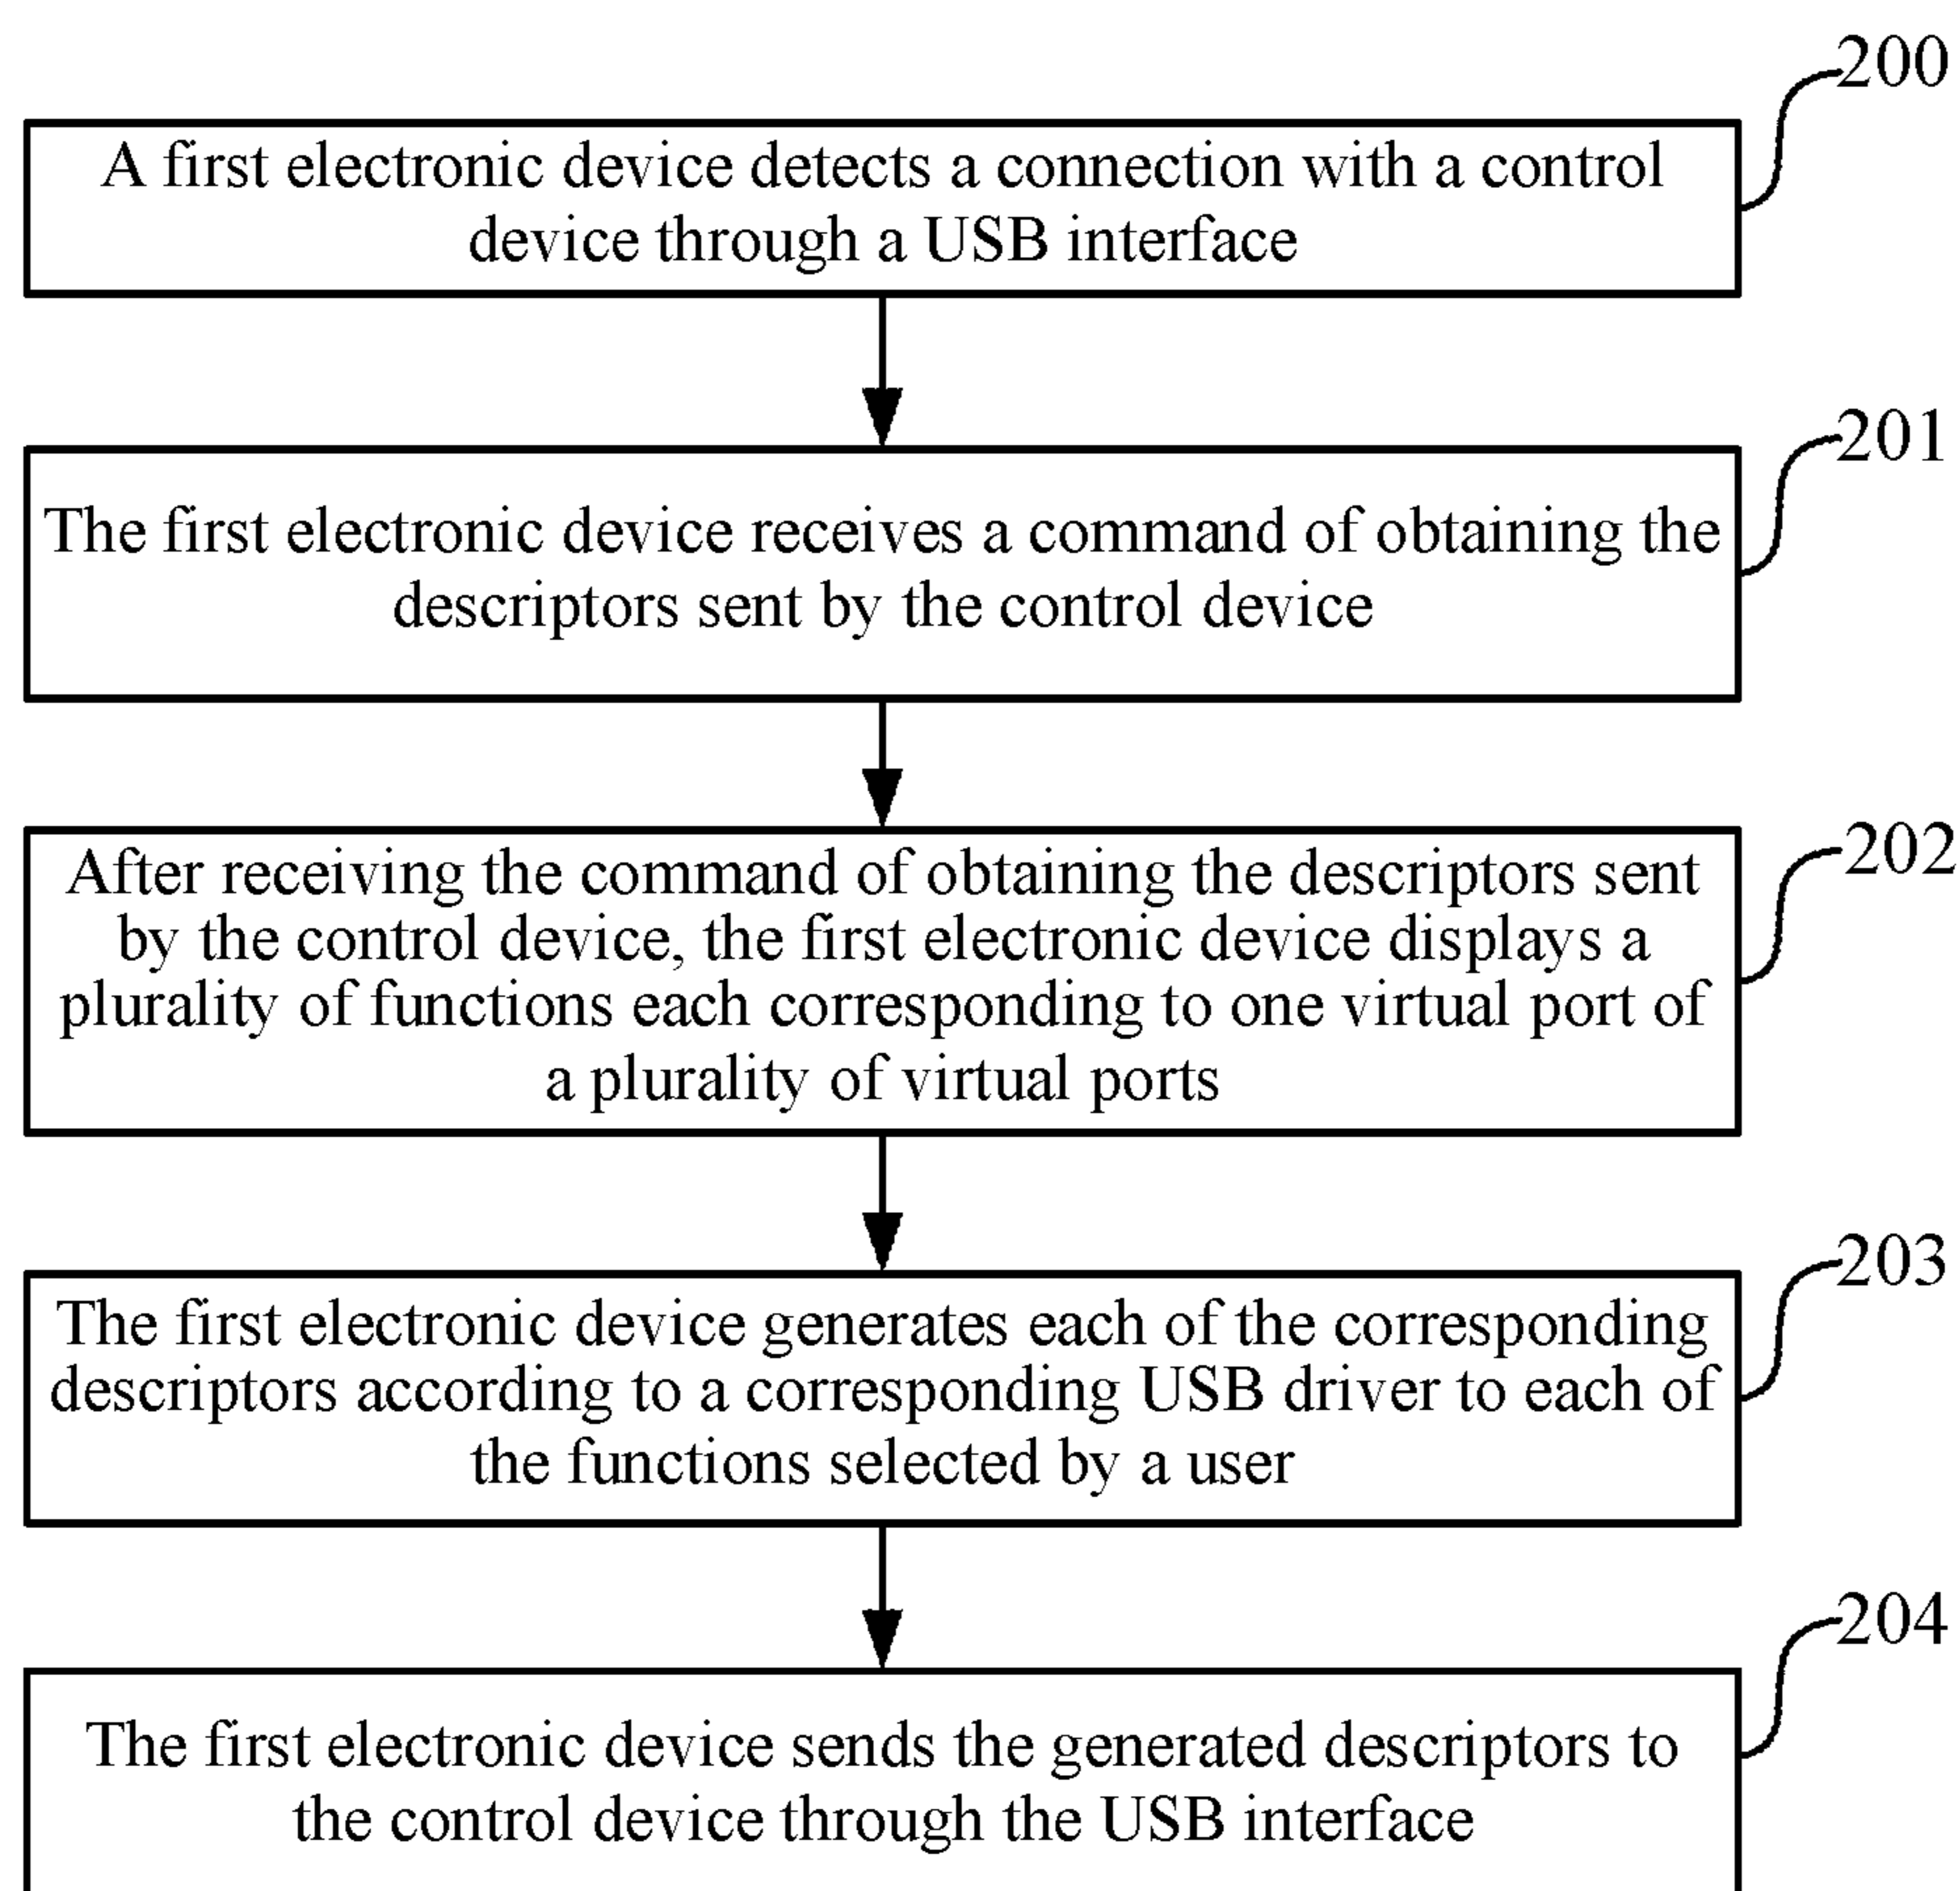 200
A first electronic device detects a connection with a control
device through a USB interface
201
The first electronic device receives a command of obtaining the
descriptors sent by the control device
202
After receiving the command of obtaining the descriptors sent
by the control device, the first electronic device displays a
plurality of functions each corresponding to one virtual port of
a plurality of virtual ports
203
The first electronic device generates each of the corresponding
descriptors according to a corresponding USB driver to each of
the functions selected by a user
204
The first electronic device sends the generated descriptors to
the control device through the USB interface